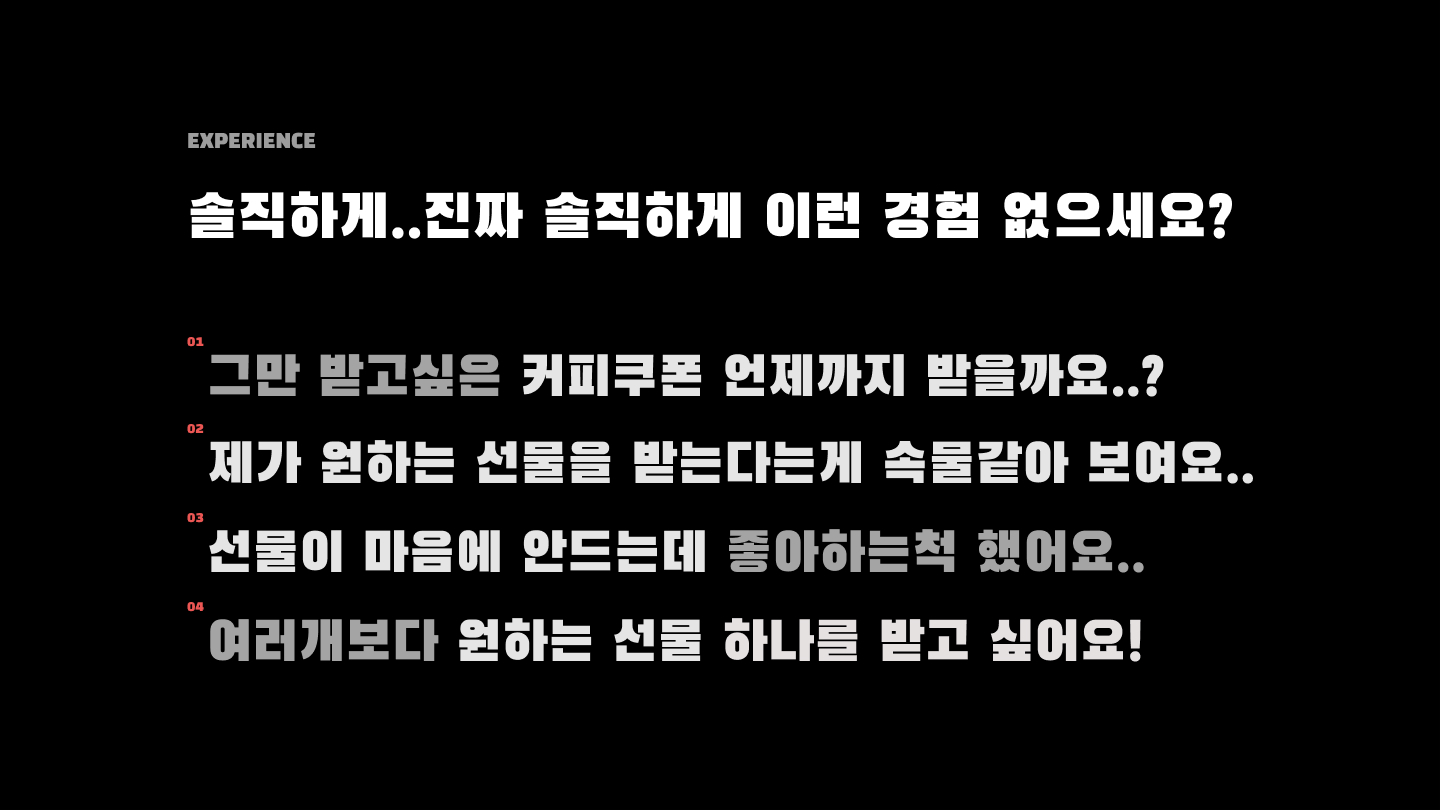 EXPERIENCE
솔직하게..진짜 솔직하게 이런 경험 없으세요?
01
그만 받고싶은 커피쿠폰 언제까지 받을까요..?
02
제가 원하는 선물을 받는다는게 속물같아 보여요..
03
선물이 마음에 안드는데 좋아하는척 했어요..
04
여러개보다 원하는 선물 하나를 받고 싶어요!